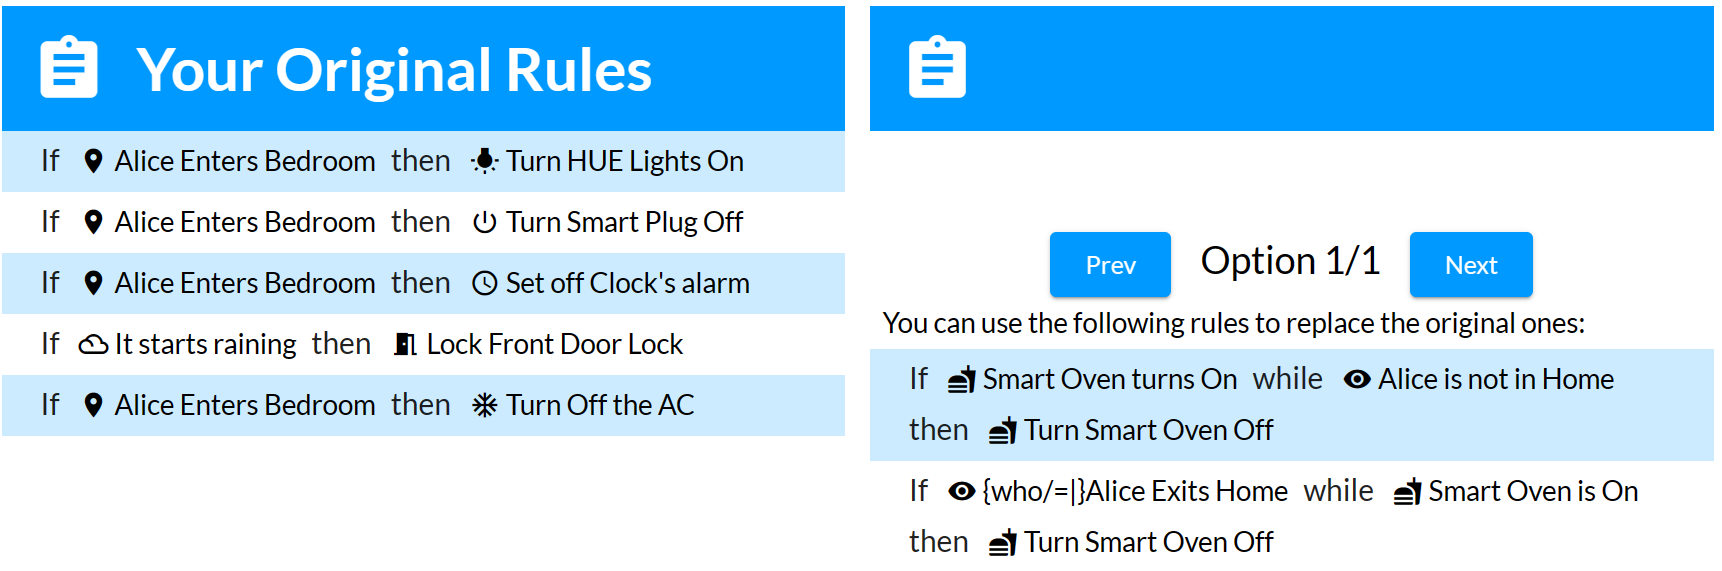 Your Original Rules
If Alice Enters Bedroom then Turn HUE Lights On
If Alice Enters Bedroom then Turn Smart Plug Off
If Alice Enters Bedroom then Set off Clock's alarm
If It starts raining then Lock Front Door Lock
If Alice Enters Bedroom then Turn Off the AC
Prev Option 1/1 Next
You can use the following rules to replace the original ones:
If Smart Oven turns On while Alice is not in Home
then Turn Smart Oven Off
If {who/=|}Alice Exits Home while Smart Oven is On
then Turn Smart Oven Off